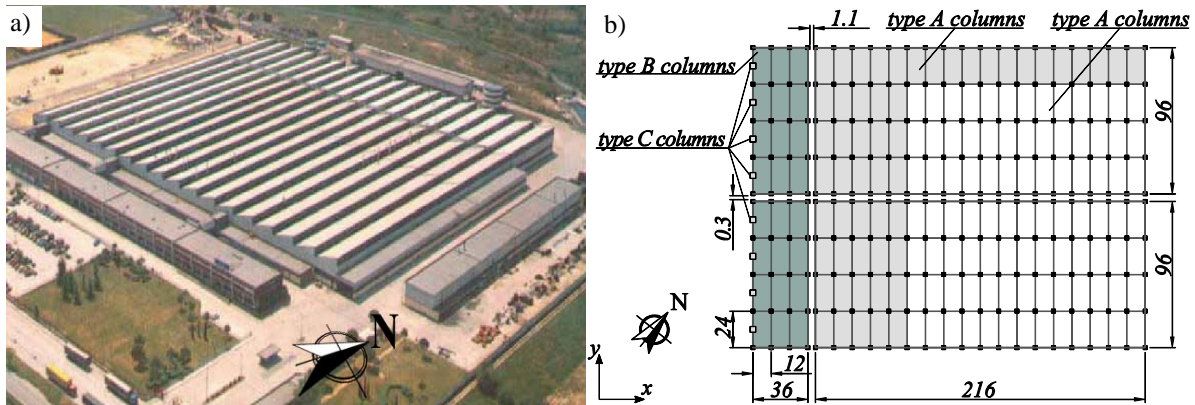 a)
N
b)
1.1
type A columns
type A columns
type B columns
type C columns
96
0.3
96
N
24
y
12
x
36
216